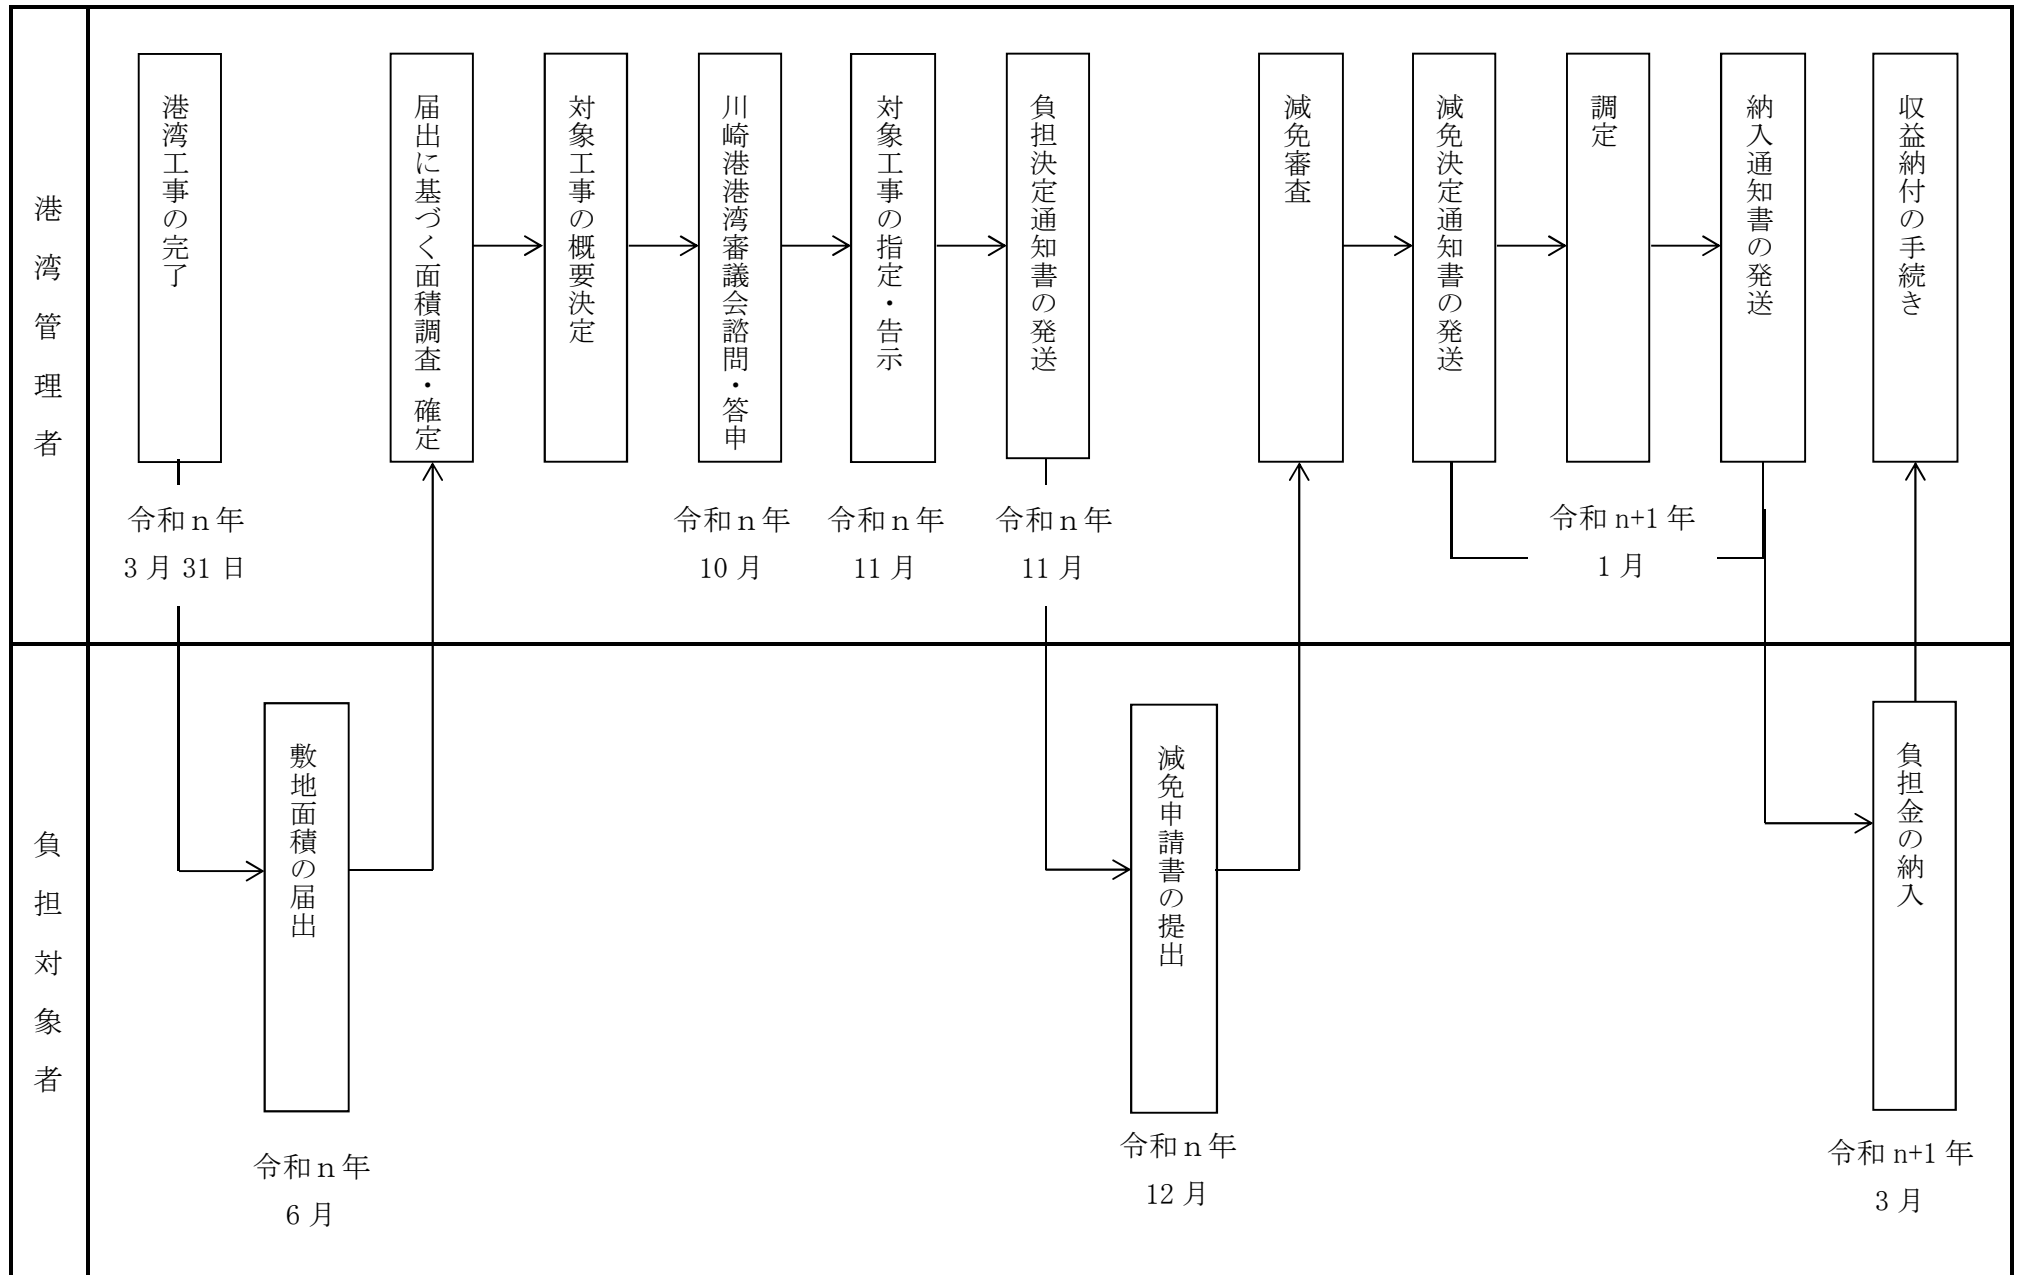 港湾管理者
港湾工事の完了
届出に基づく面積調査・確定
対象工事の概要決定
川崎港港湾審議会諮問・答申
対象工事の指定・告示
負担決定通知書の発送
減免審査
減免決定通知書の発送
調定
納入通知書の発送
収益納付の手続き
令和ｎ年
3月31日
令和ｎ年
10月
令和ｎ年
11月
令和ｎ年
11月
令和 n+1 年
1月
負担対象者
敷地面積の届出
令和ｎ年
6月
減免申請書の提出
令和ｎ年
12月
負担金の納入
令和 n+1 年
3月